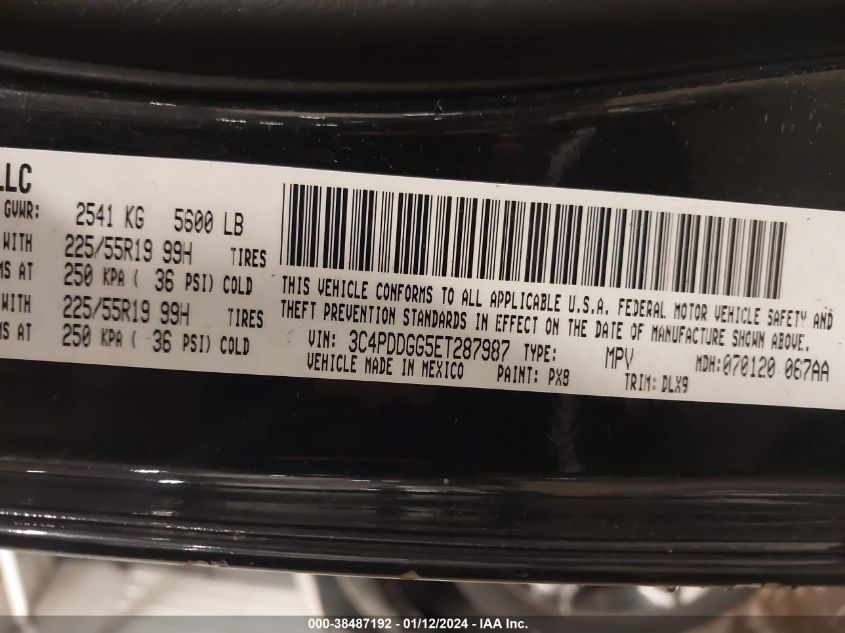 LLC
GVWR: 2541 KG 5600 LB
WITH 225/55R19 99H TIRES
MS AT 250 KPA ( 36 PSI) COLD
WITH 225/55R19 99H TIRES
MS AT 250 KPA ( 36 PSI) COLD
THIS VEHICLE CONFORMS TO ALL APPLICABLE U.S.A. FEDERAL MOTOR VEHICLE SAFETY AND
THEFT PREVENTION STANDARDS IN EFFECT ON THE DATE OF MANUFACTURE SHOWN ABOVE.
VIN: 3C4PDDGG5ET287987 TYPE: MPV MDH:070120 067AA
VEHICLE MADE IN MEXICO PAINT: PX8 TRIM: DLX9
000-38487192 - 01/12/2024 - IAA Inc.